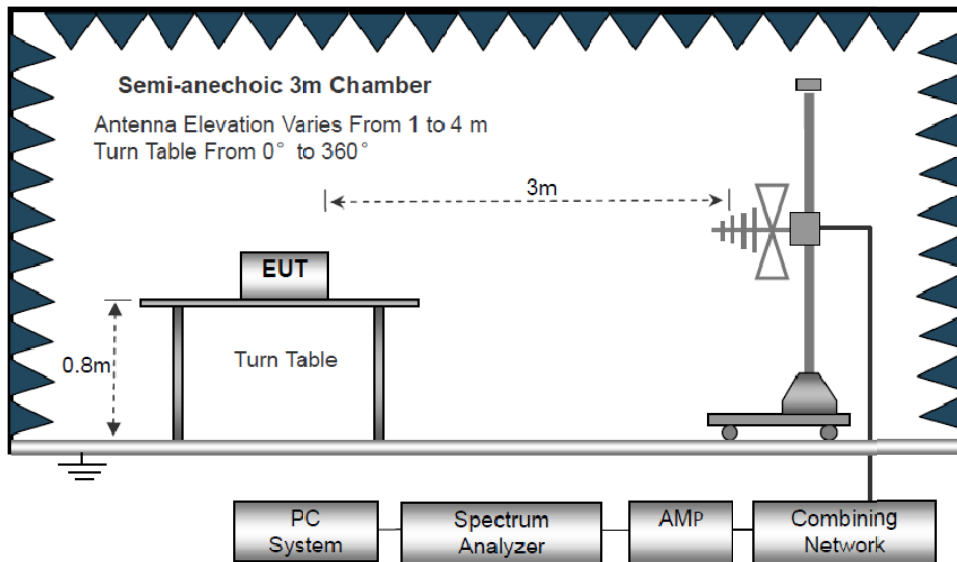 Semi-anechoic 3m Chamber
Antenna Elevation Varies From 1 to 4 m
Turn Table From 0° to 360°
3m
EUT
0.8m
Turn Table
PC
System
Spectrum
Analyzer
AMP
Combining
Network